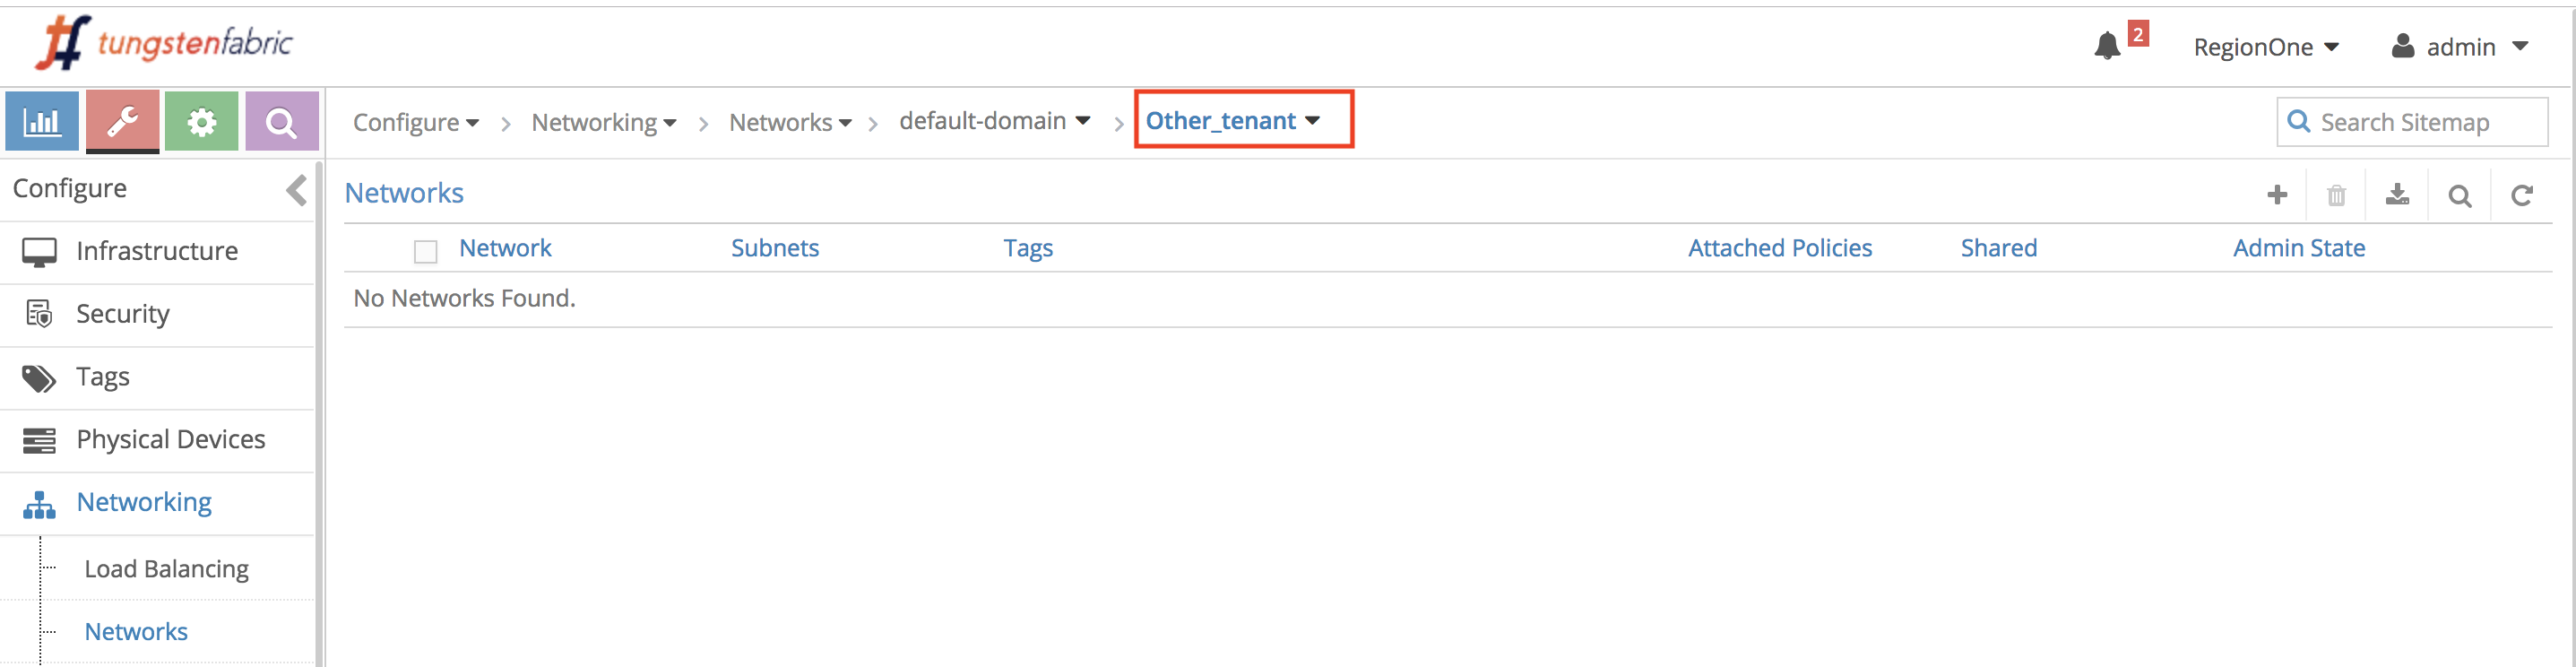 tungstenfabric
2
RegionOne
admin
Configure > Networking > Networks > default-domain > Other_tenant
Search Sitemap
Configure
Networks
Infrastructure
Network Subnets Tags Attached Policies Shared Admin State
No Networks Found.
Security
Tags
Physical Devices
Networking
Load Balancing
Networks